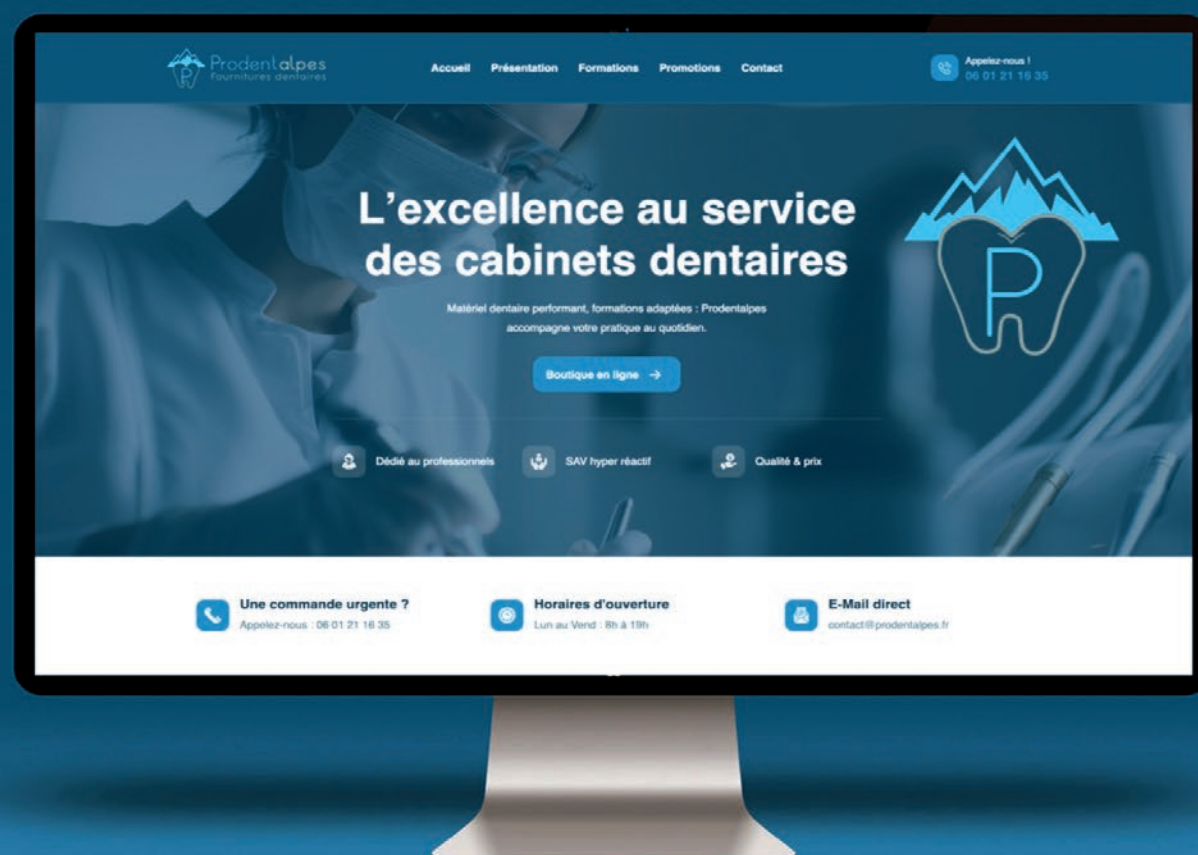 Prodentalpes
Fournitures dentaires
Accueil Présentation Formations Promotions Contact
Appelez-nous !
06 01 21 16 35
L'excellence au service
des cabinets dentaires
P
Matériel dentaire performant, formations adaptées : Prodentalpes
accompagne votre pratique au quotidien.
Boutique en ligne →
Dédié au professionnels SAV hyper réactif Qualité & prix
Une commande urgente ?
Appelez-nous : 06 01 21 16 35
Horaires d'ouverture
Lun au Vend : 8h à 19h
E-Mail direct
contact@prodentalpes.fr